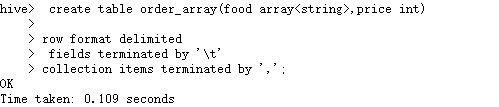 hive>  create table order_array(food array<string>,price int)
    >
    > row format delimited
    >  fields terminated by '\t'
    > collection items terminated by ',';
OK
Time taken: 0.109 seconds